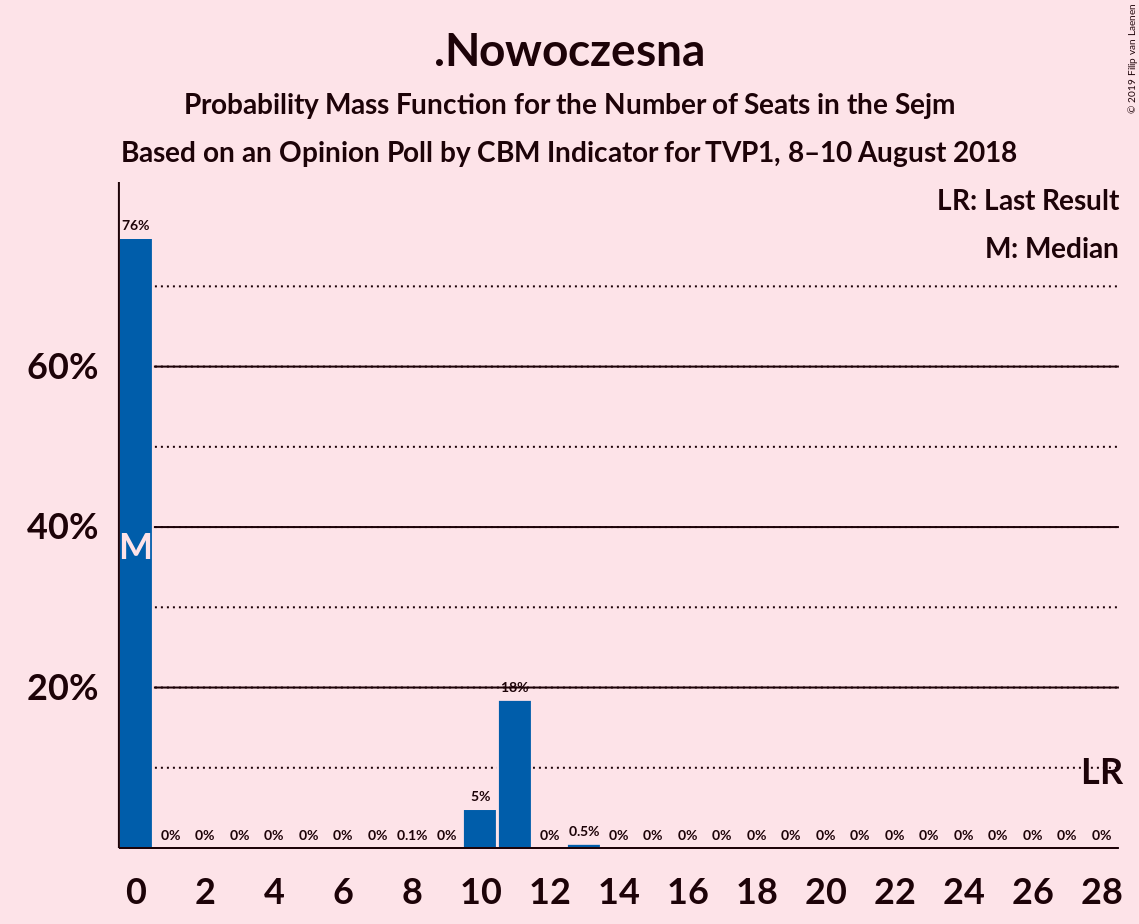 .Nowoczesna
Probability Mass Function for the Number of Seats in the Sejm
Based on an Opinion Poll by CBM Indicator for TVP1, 8–10 August 2018
© 2019 Filip van Laenen
LR: Last Result
M: Median
76%
60%
40%
M
20%
18%
LR
5%
0% 0% 0% 0% 0% 0% 0% 0.1% 0% 0% 0.5% 0% 0% 0% 0% 0% 0% 0% 0% 0% 0% 0% 0% 0% 0% 0%
0 2 4 6 8 10 12 14 16 18 20 22 24 26 28